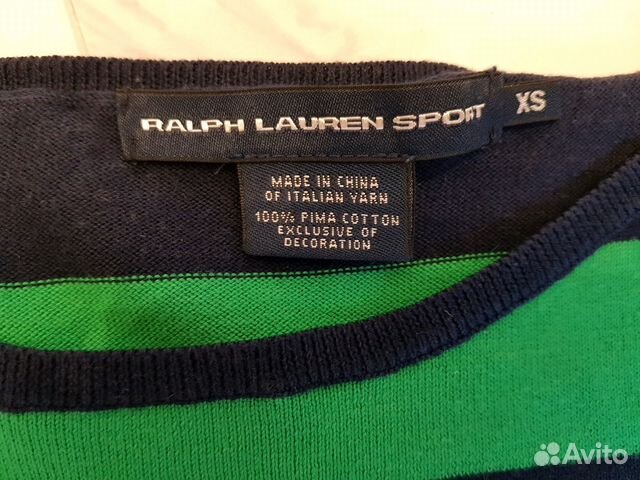 RALPH LAUREN SPORT
XS
MADE IN CHINA
OF ITALIAN YARN
100% PIMA COTTON
EXCLUSIVE OF
DECORATION
Avito